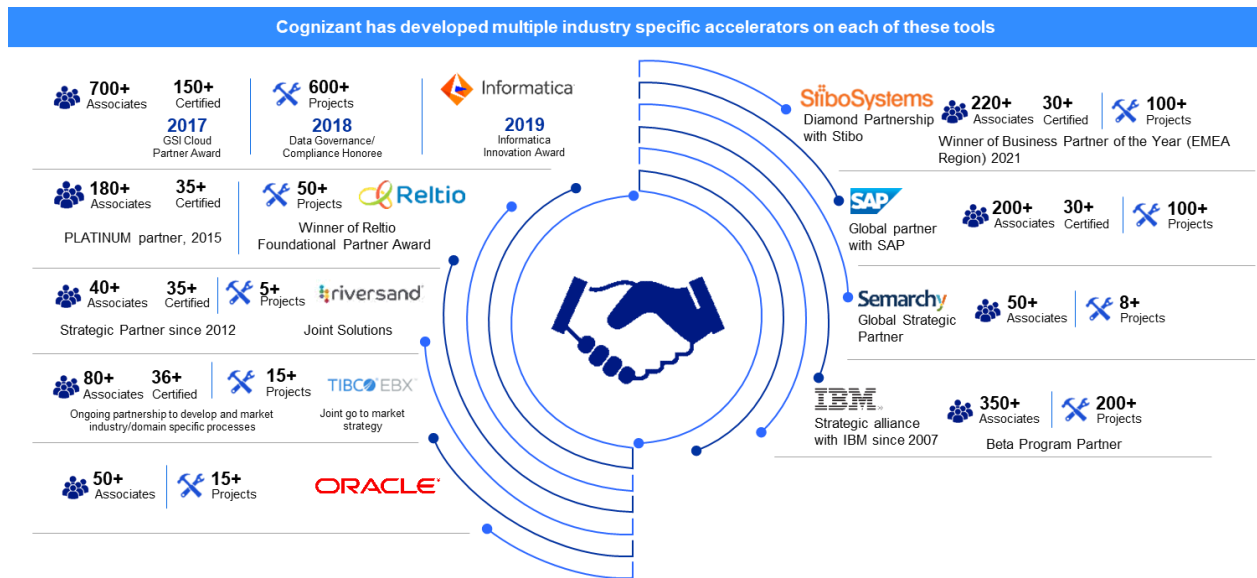 Cognizant has developed multiple industry specific accelerators on each of these tools
700+
Associates
150+
Certified
600+
Projects
Informatica
2017
GSI Cloud
Partner Award
2018
Data Governance/
Compliance Honoree
2019
Informatica
Innovation Award
180+
Associates
35+
Certified
50+
Projects
Reltio
PLATINUM partner, 2015
Winner of Reltio
Foundational Partner Award
40+
Associates
35+
Certified
5+
Projects
riversand
Strategic Partner since 2012
Joint Solutions
80+
Associates
36+
Certified
15+
Projects
TIBCO EBX
Ongoing partnership to develop and market
industry/domain specific processes
Joint go to market
strategy
50+
Associates
15+
Projects
ORACLE
StiboSystems
Diamond Partnership
with Stibo
220+
Associates
30+
Certified
100+
Projects
Winner of Business Partner of the Year (EMEA
Region) 2021
SAP
Global partner
with SAP
200+
Associates
30+
Certified
100+
Projects
Semarchy
Global Strategic
Partner
50+
Associates
8+
Projects
IBM
Strategic alliance
with IBM since 2007
350+
Associates
200+
Projects
Beta Program Partner